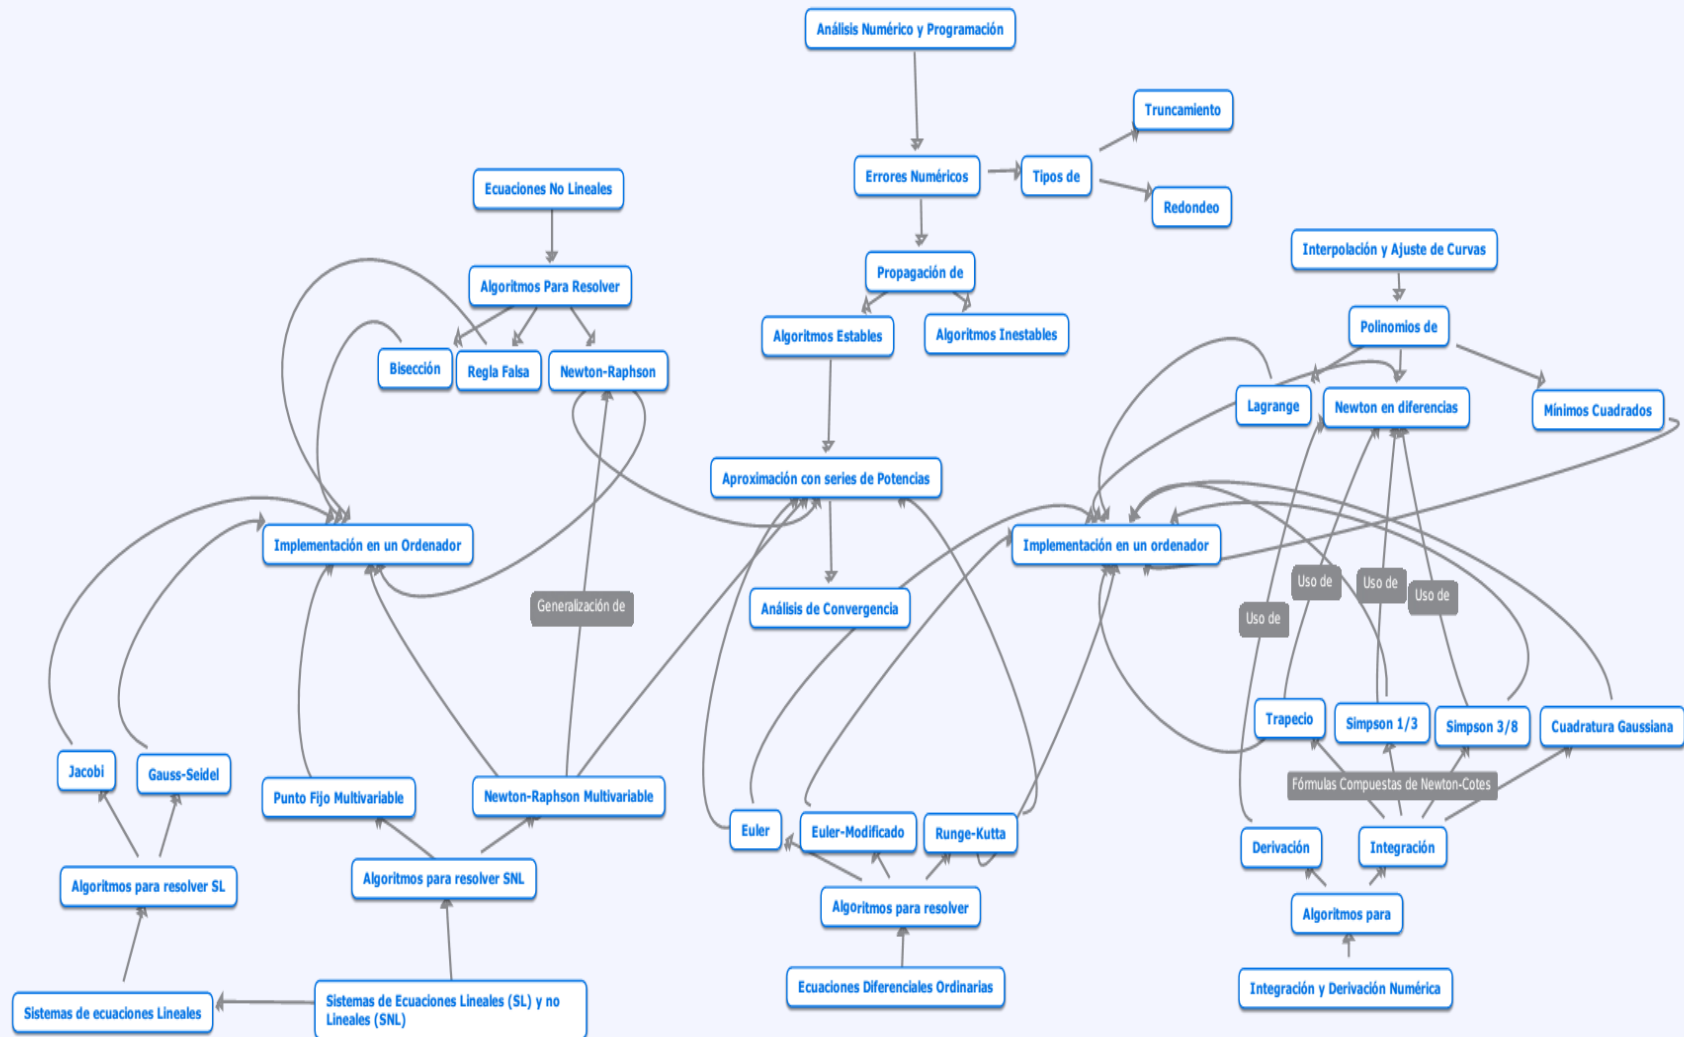 Análisis Numérico y Programación
Truncamiento
Errores Numéricos
Tipos de
Ecuaciones No Lineales
Redondeo
Interpolación y Ajuste de Curvas
Propagación de
Algoritmos Para Resolver
Polinomios de
Algoritmos Estables
Algoritmos Inestables
Bisección
Regla Falsa
Newton-Raphson
Lagrange
Newton en diferencias
Mínimos Cuadrados
Aproximación con series de Potencias
Implementación en un Ordenador
Implementación en un ordenador
Generalización de
Análisis de Convergencia
Uso de
Uso de
Uso de
Uso de
Trapecio
Simpson 1/3
Simpson 3/8
Cuadratura Gaussiana
Jacobi
Gauss-Seidel
Punto Fijo Multivariable
Newton-Raphson Multivariable
Fórmulas Compuestas de Newton-Cotes
Euler
Euler-Modificado
Runge-Kutta
Derivación
Integración
Algoritmos para resolver SL
Algoritmos para resolver SNL
Algoritmos para resolver
Algoritmos para
Ecuaciones Diferenciales Ordinarias
Integración y Derivación Numérica
Sistemas de ecuaciones Lineales
Sistemas de Ecuaciones Lineales (SL) y no
Lineales (SNL)